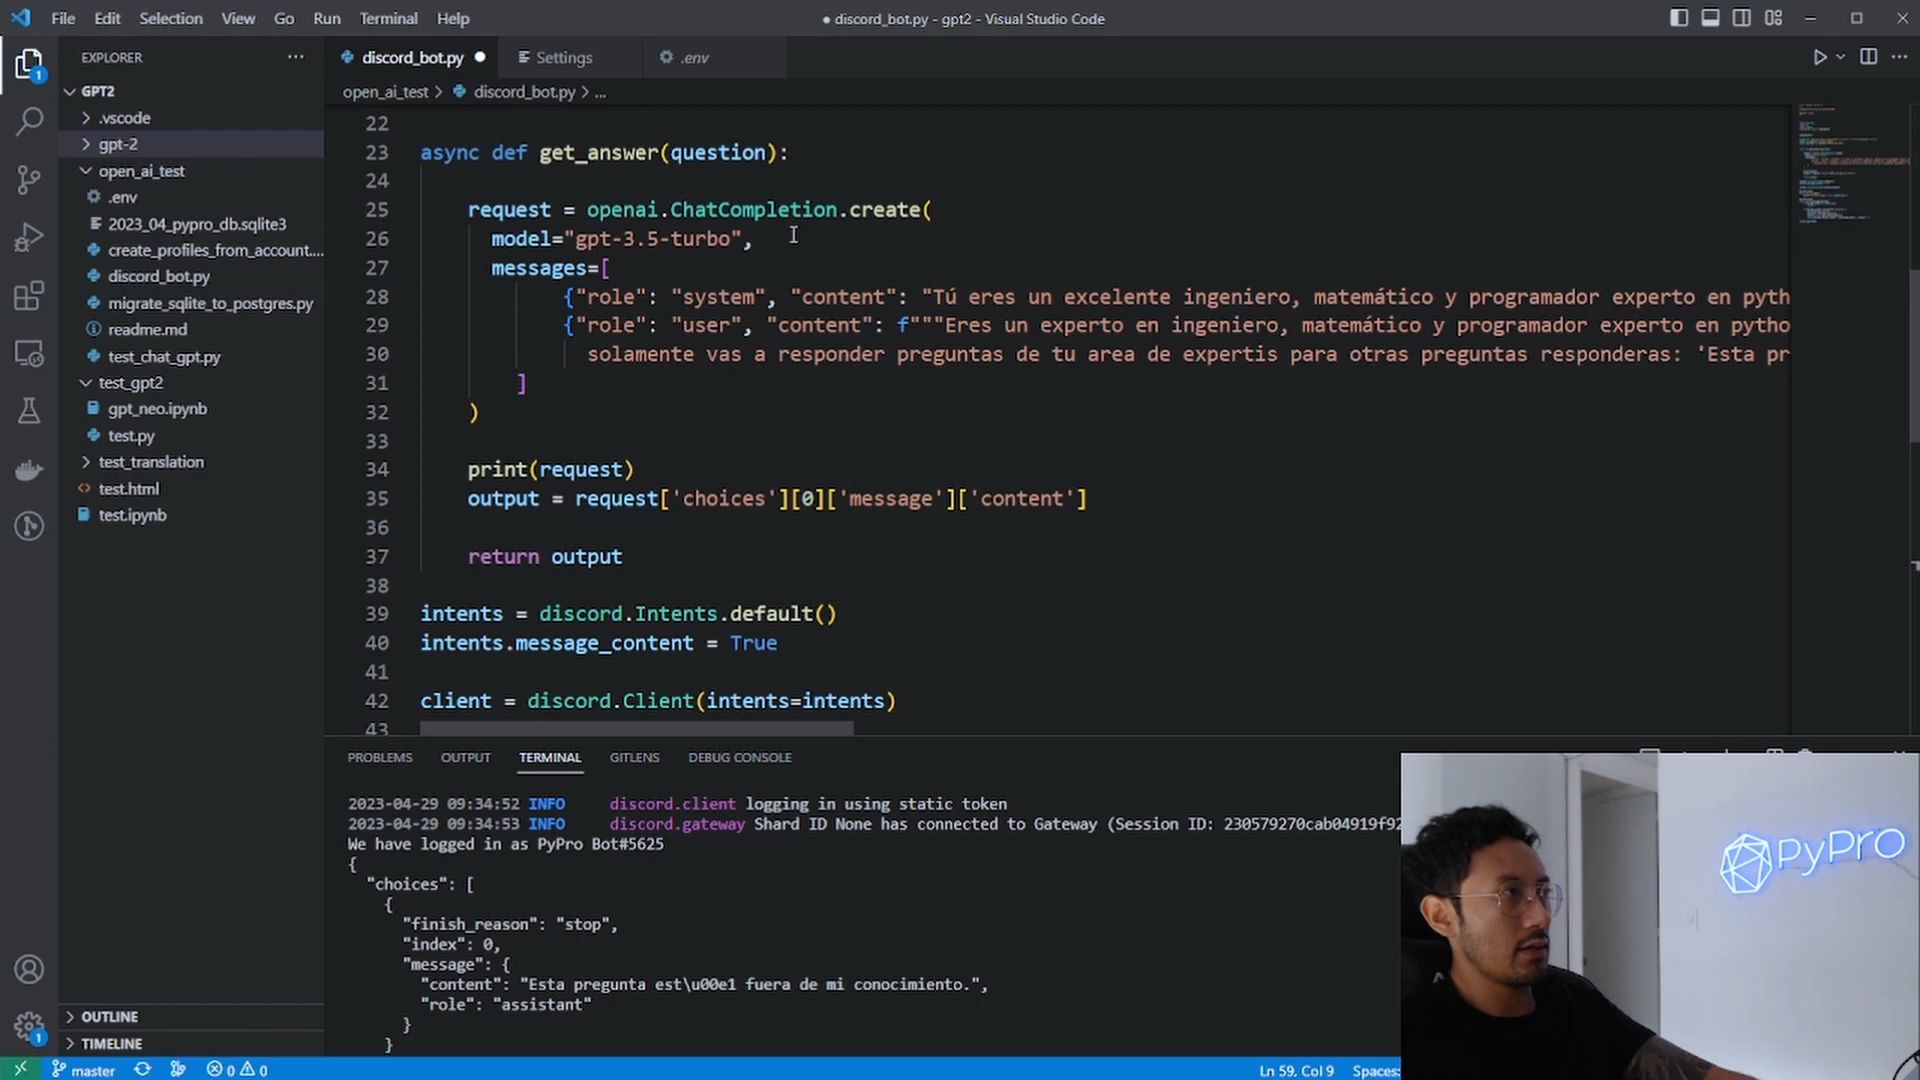 File Edit Selection View Go Run Terminal Help
● discord_bot.py - gpt2 - Visual Studio Code
EXPLORER
discord_bot.py
Settings
.env
GPT2
open_ai_test > discord_bot.py > ...
.vscode
gpt-2
open_ai_test
.env
2023_04_pypro_db.sqlite3
create_profiles_from_account....
discord_bot.py
migrate_sqlite_to_postgres.py
readme.md
test_chat_gpt.py
test_gpt2
gpt_neo.ipynb
test.py
test_translation
test.html
test.ipynb
OUTLINE
TIMELINE
22
23 async def get_answer(question):
24
25 request = openai.ChatCompletion.create(
26 model="gpt-3.5-turbo",
27 messages=[
28 {"role": "system", "content": "Tú eres un excelente ingeniero, matemático y programador experto en pyth
29 {"role": "user", "content": f"""Eres un experto en ingeniero, matemático y programador experto en pytho
30 solamente vas a responder preguntas de tu area de expertis para otras preguntas responderas: 'Esta pr
31 ]
32 )
33
34 print(request)
35 output = request['choices'][0]['message']['content']
36
37 return output
38
39 intents = discord.Intents.default()
40 intents.message_content = True
41
42 client = discord.Client(intents=intents)
43
PROBLEMS OUTPUT TERMINAL GITLENS DEBUG CONSOLE
2023-04-29 09:34:52 INFO discord.client logging in using static token
2023-04-29 09:34:53 INFO discord.gateway Shard ID None has connected to Gateway (Session ID: 230579270cab04919f92
We have logged in as PyPro Bot#5625
{
"choices": [
{
"finish_reason": "stop",
"index": 0,
"message": {
"content": "Esta pregunta est\u00e1 fuera de mi conocimiento.",
"role": "assistant"
}
}
PyPro
1
1
master
0 0
Ln 59, Col 9
Spaces: